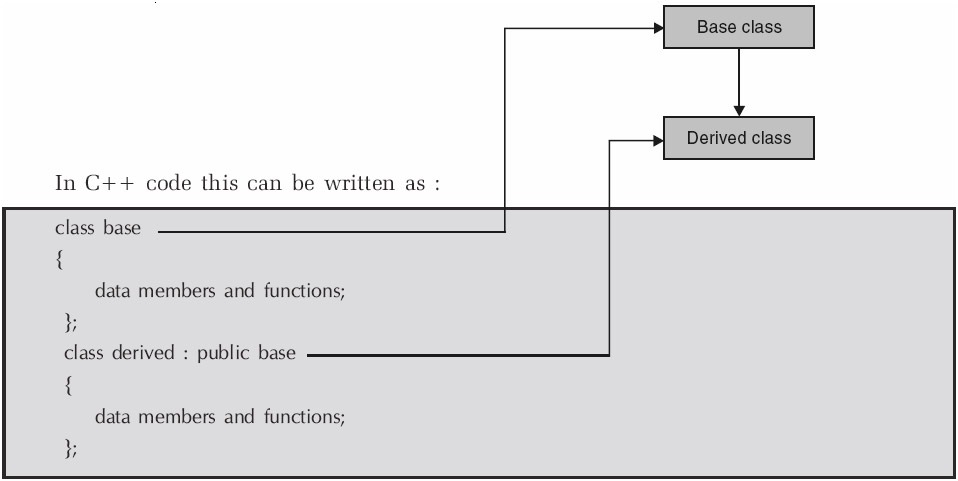 Base class
Derived class
In C++ code this can be written as :
class base
{
data members and functions;
};
class derived : public base
{
data members and functions;
};